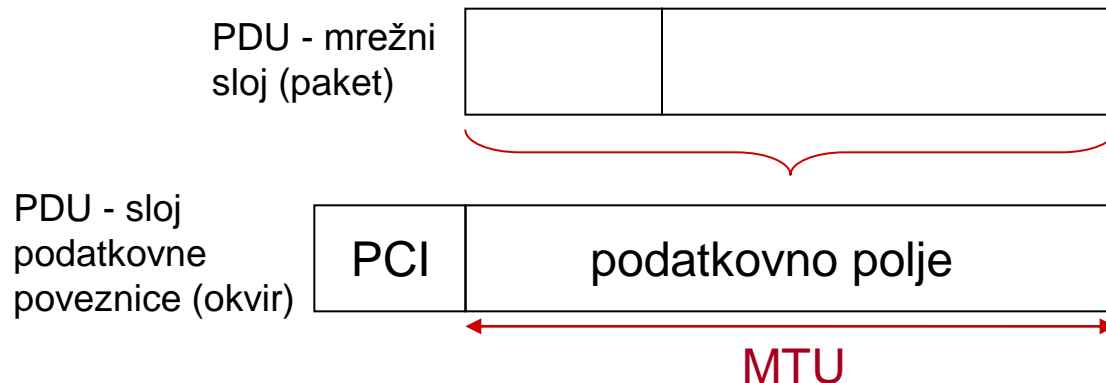 PDU - mrežni
sloj (paket)
PDU - sloj
podatkovne
poveznice (okvir)
PCI
podatkovno polje
MTU